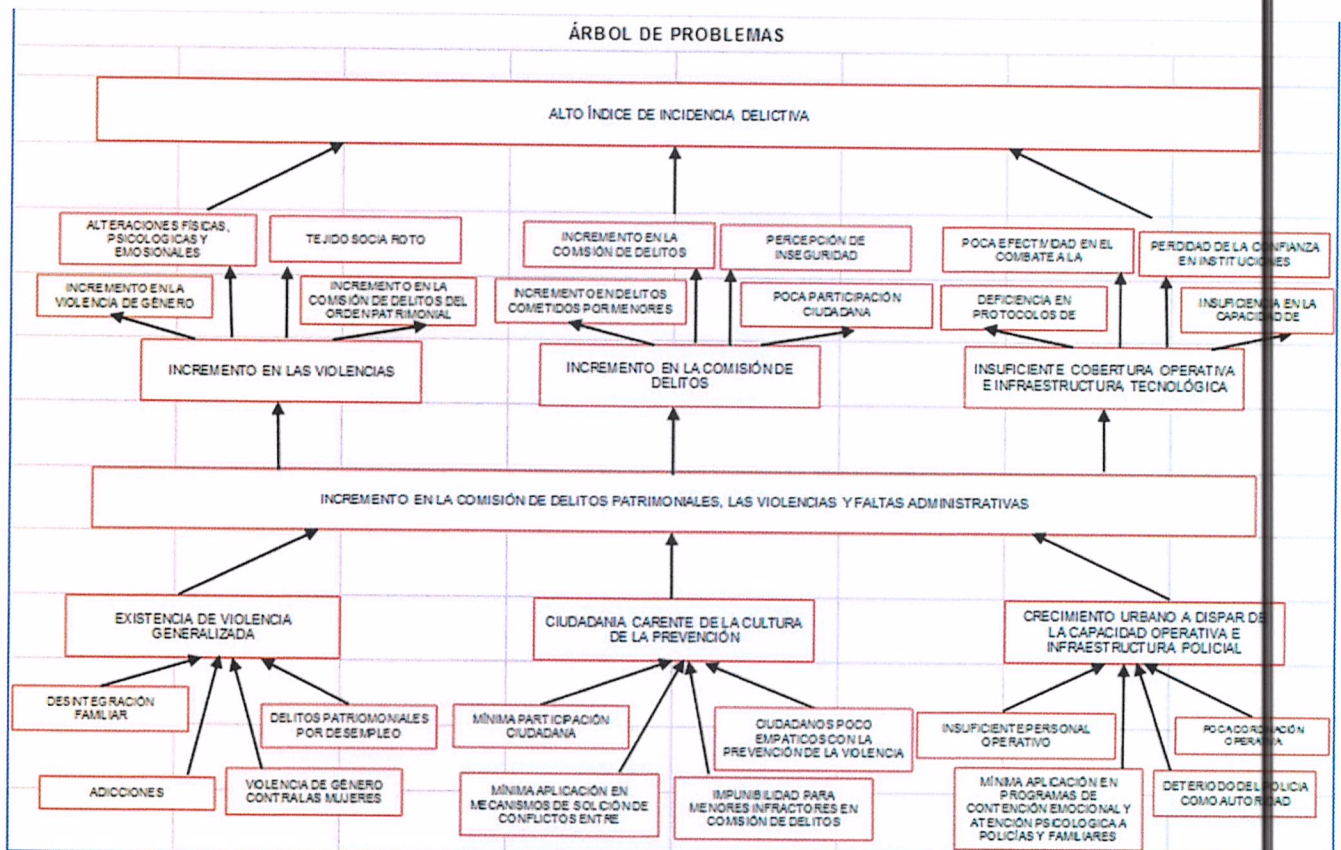 ÁRBOL DE PROBLEMAS
ALTO ÍNDICE DE INCIDENCIA DELICTIVA
ALTERACIONES FÍSICAS,
PSICOLOGICAS Y
EMOSIONALES
TEJIDO SOCIA ROTO
INCREMENTO EN LA
COMISIÓN DE DELITOS
PERCEPCIÓN DE
INSEGURIDAD
POCA EFECTIVIDAD EN EL
COMBATE A LA
PERDIDAD DE LA CONFIANZA
EN INSTITUCIONES
INCREMENTO EN LA
VIOLENCIA DE GÉNERO
INCREMENTO EN LA
COMISIÓN DE DELITOS DEL
ORDEN PATRIMONIAL
INCREMENTO EN DELITOS
COMETIDOS POR MENORES
POCA PARTICIPACIÓN
CIUDADANA
DEFICIENCIA EN
PROTOCOLOS DE
INSUFICIENCIA EN LA
CAPACIDAD DE
INCREMENTO EN LAS VIOLENCIAS
INCREMENTO EN LA COMISIÓN DE
DELITOS
INSUFICIENTE COBERTURA OPERATIVA
E INFRAESTRUCTURA TECNOLÓGICA
INCREMENTO EN LA COMISIÓN DE DELITOS PATRIMONIALES, LAS VIOLENCIAS Y FALTAS ADMINISTRATIVAS
EXISTENCIA DE VIOLENCIA
GENERALIZADA
CIUDADANIA CARENTE DE LA CULTURA
DE LA PREVENCIÓN
CRECIMIENTO URBANO A DISPAR DE
LA CAPACIDAD OPERATIVA E
INFRAESTRUCTURA POLICIAL
DESINTEGRACIÓN
FAMILIAR
DELITOS PATRIOMONIALES
POR DESEMPLEO
MÍNIMA PARTICIPACIÓN
CIUDADANA
CIUDADANOS POCO
EMPATICOS CON LA
PREVENCIÓN DE LA VIOLENCIA
INSUFICIENTE PERSONAL
OPERATIVO
POCA CORDINACIÓN
OPERATIVA
ADICCIONES
VIOLENCIA DE GÉNERO
CONTRA LAS MUJERES
MÍNIMA APLICACIÓN EN
MECANISMOS DE SOLCIÓN DE
CONFLICTOS ENTRE
IMPUNIBILIDAD PARA
MENORES INFRACTORES EN
COMISIÓN DE DELITOS
MÍNIMA APLICACIÓN EN
PROGRAMAS DE
CONTENCIÓN EMOCIONAL Y
ATENCIÓN PSICOLOGICA A
POLICÍAS Y FAMILIARES
DETERIODO DEL POLICIA
COMO AUTORIDAD